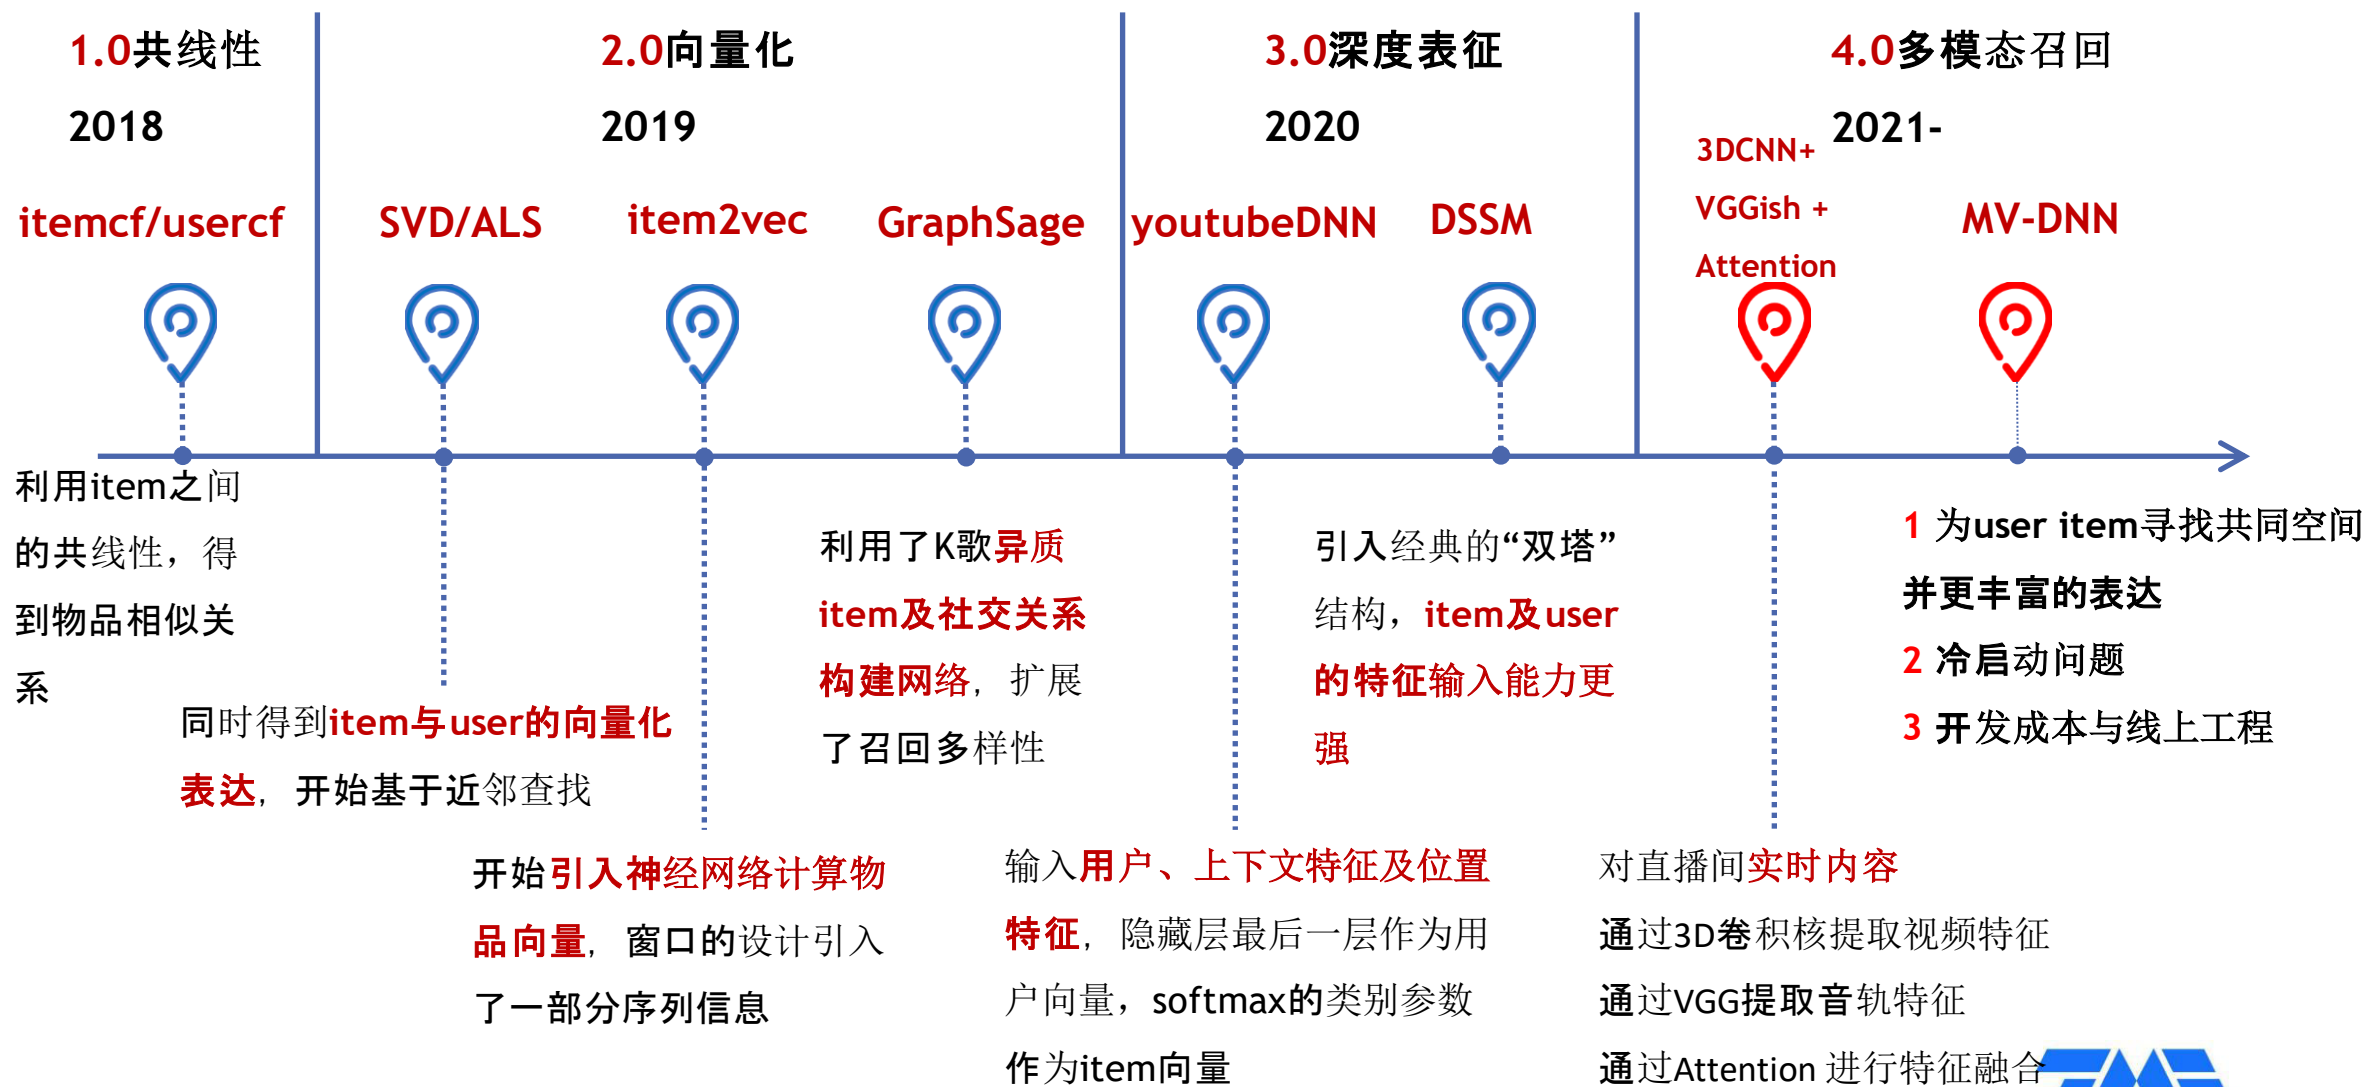 1.0共线性
2018
2.0向量化
2019
3.0深度表征
2020
4.0多模态召回
2021-
itemcf/usercf
SVD/ALS
item2vec
GraphSage
youtubeDNN
DSSM
3DCNN+
VGGish +
Attention
MV-DNN
利用item之间
的共线性，得
到物品相似关
系
同时得到item与user的向量化
表达，开始基于近邻查找
开始引入神经网络计算物
品向量，窗口的设计引入
了一部分序列信息
利用了K歌异质
item及社交关系
构建网络，扩展
了召回多样性
输入用户、上下文特征及位置
特征，隐藏层最后一层作为用
户向量，softmax的类别参数
作为item向量
引入经典的“双塔”
结构，item及user
的特征输入能力更
强
对直播间实时内容
通过3D卷积核提取视频特征
通过VGG提取音轨特征
通过Attention 进行特征融合
1 为user item寻找共同空间
并更丰富的表达
2 冷启动问题
3 开发成本与线上工程